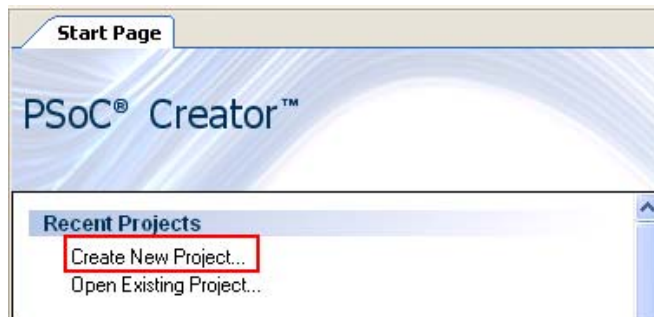 Start Page
PSoC® Creator™
Recent Projects
Create New Project...
Open Existing Project...